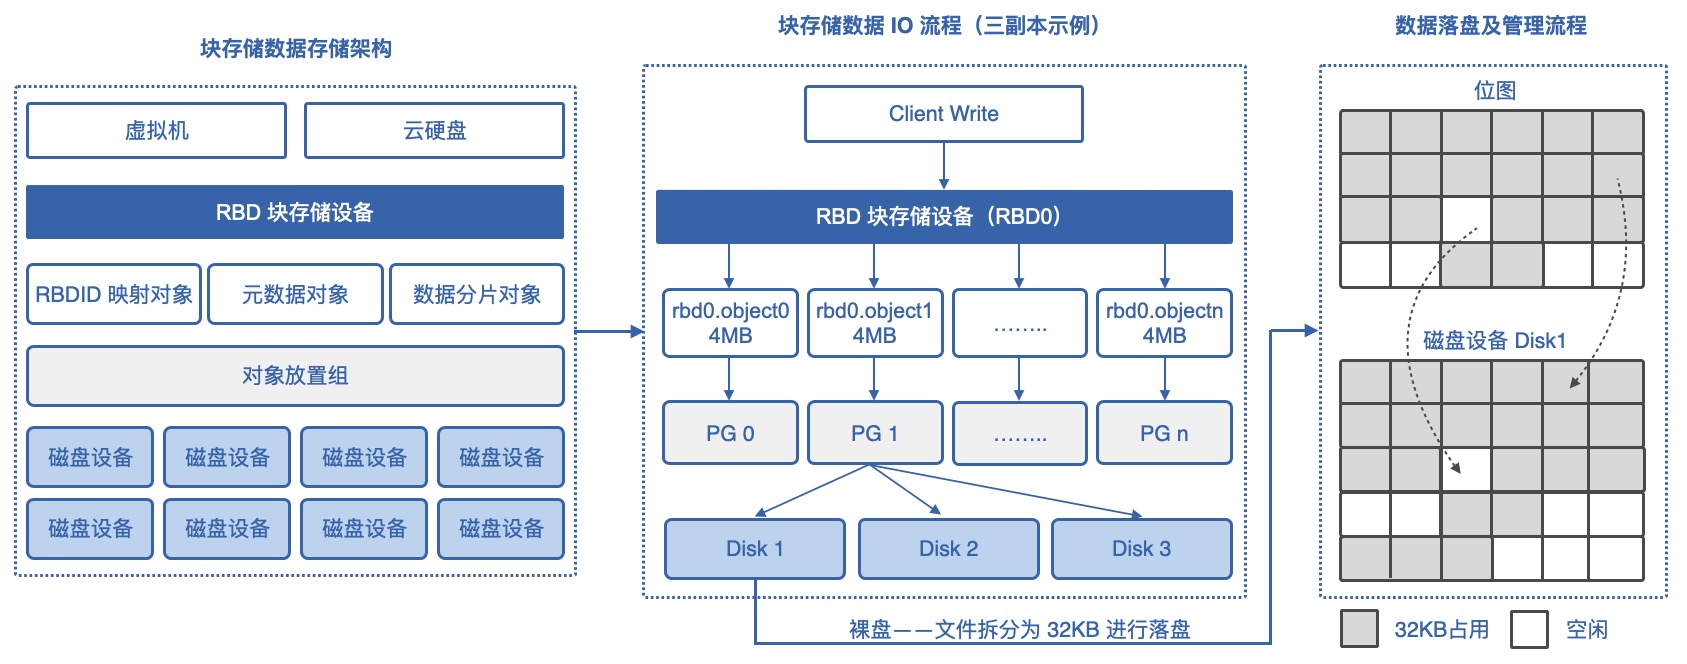 块存储数据存储架构
虚拟机
云硬盘
RBD 块存储设备
RBDID 映射对象
元数据对象
数据分片对象
对象放置组
磁盘设备
磁盘设备
磁盘设备
磁盘设备
磁盘设备
磁盘设备
磁盘设备
磁盘设备
块存储数据 IO 流程（三副本示例）
Client Write
RBD 块存储设备（RBD0）
rbd0.object0
4MB
rbd0.object1
4MB
........
rbd0.objectn
4MB
PG 0
PG 1
........
PG n
Disk 1
Disk 2
Disk 3
裸盘——文件拆分为 32KB 进行落盘
数据落盘及管理流程
位图
磁盘设备 Disk1
32KB占用
空闲